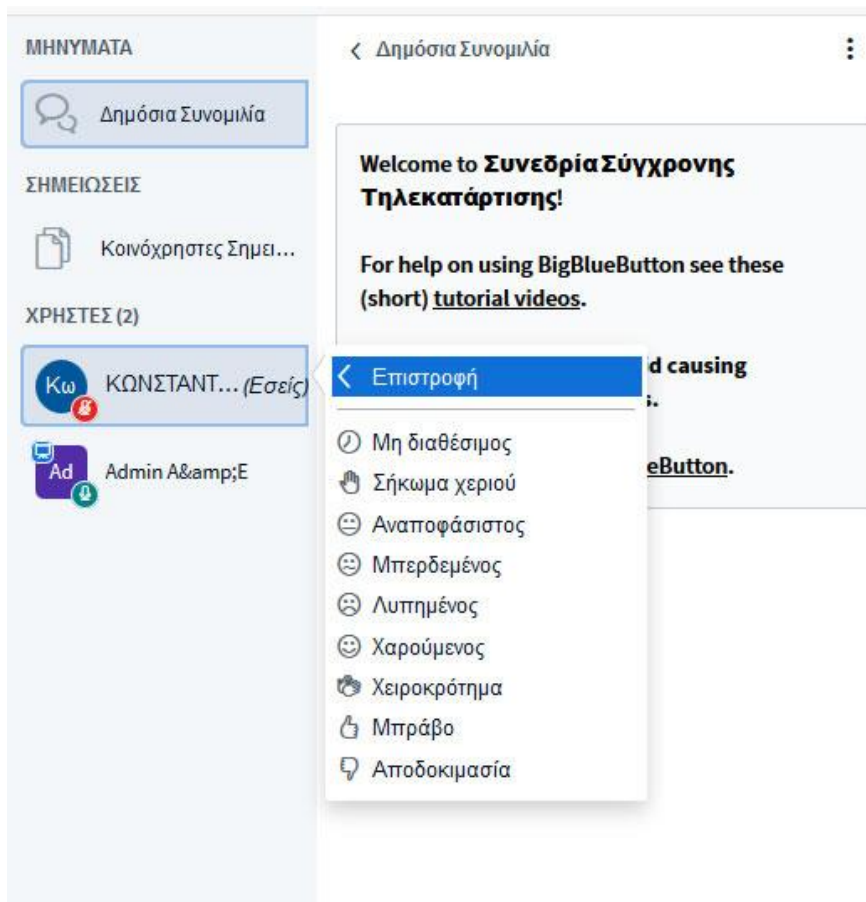 ΜΗΝΥΜΑΤΑ
Δημόσια Συνομιλία
ΣΗΜΕΙΩΣΕΙΣ
Κοινόχρηστες Σημει...
ΧΡΗΣΤΕΣ (2)
Κω
ΚΩΝΣΤΑΝΤ... (Εσείς)
Ad
Admin A&amp;E
Δημόσια Συνομιλία
Welcome to Συνεδρία Σύγχρονης
Τηλεκατάρτισης!
For help on using BigBlueButton see these
(short) tutorial videos.
d causing
s.
eButton.
Επιστροφή
Μη διαθέσιμος
Σήκωμα χεριού
Αναποφάσιστος
Μπερδεμένος
Λυπημένος
Χαρούμενος
Χειροκρότημα
Μπράβο
Αποδοκιμασία